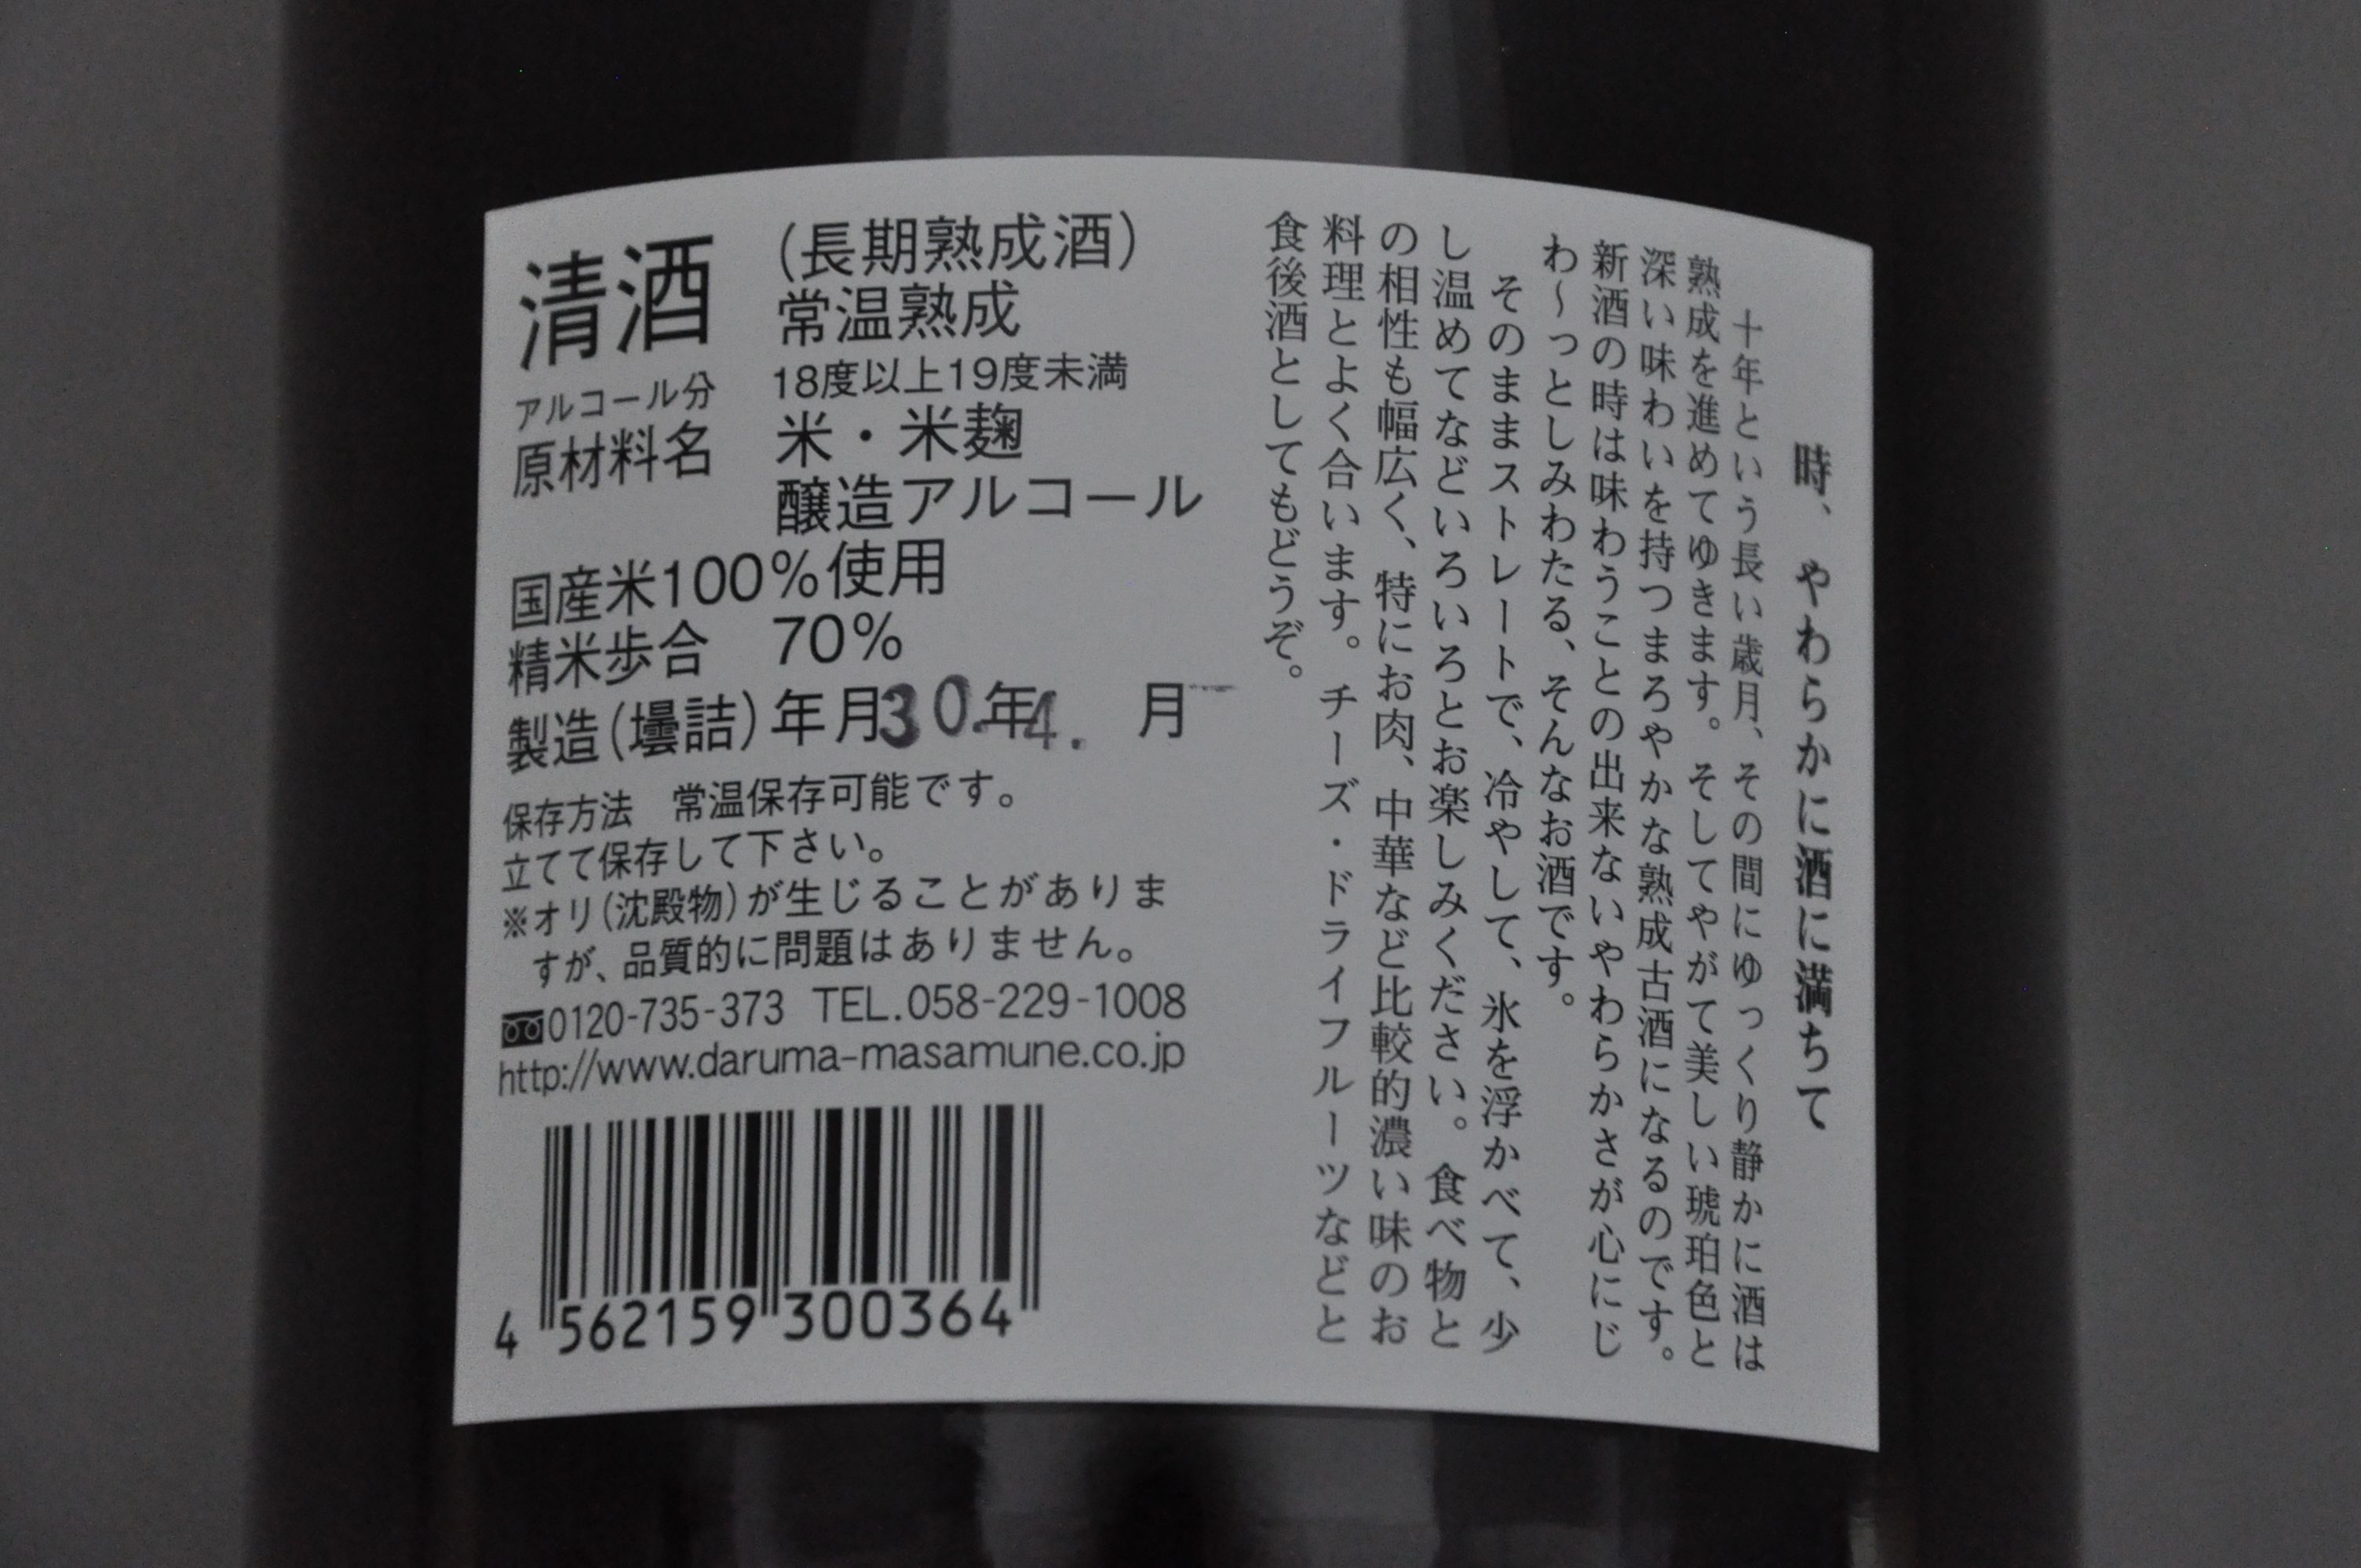 時、やわらかに酒に満ちて
十年という長い歳月、その間にゆっくり静かに酒は
熟成を進めてゆきます。そしてやがて美しい琥珀色と
深い味わいを持つまろやかな熟成古酒になるのです。
新酒の時は味わうことの出来ないやわらかさが心にじ
わ〜っとしみわたる、そんなお酒です。
そのままストレートで、冷やして、氷を浮かべて、少
し温めてなどいろいろとお楽しみください。食べ物と
の相性も幅広く、特にお肉、中華など比較的濃い味のお
料理とよく合います。チーズ・ドライフルーツなどと
食後酒としてもどうぞ。
清酒 (長期熟成酒)
常温熟成
アルコール分 18度以上19度未満
原材料名 米・米麹
醸造アルコール
国産米100%使用
精米歩合 70%
製造(壜詰)年月30.年4.月
保存方法 常温保存可能です。
立てて保存して下さい。
※オリ(沈殿物)が生じることがありま
すが、品質的に問題はありません。
0120-735-373 TEL.058-229-1008
http://www.daruma-masamune.co.jp
4 562159 300364